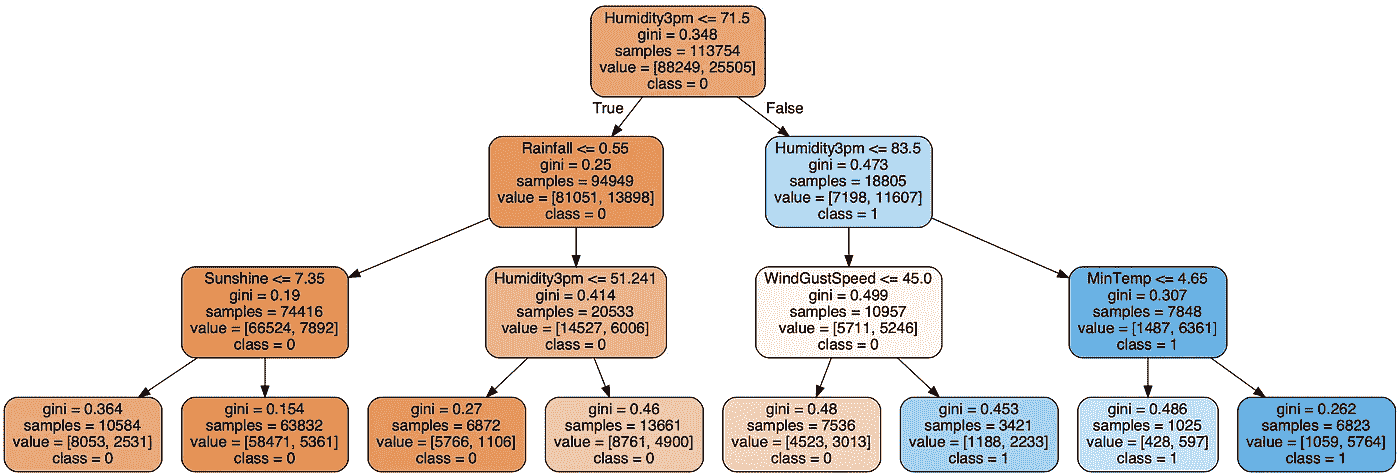 Humidity3pm <= 71.5
gini = 0.348
samples = 113754
value = [88249, 25505]
class = 0
True
False
Rainfall <= 0.55
gini = 0.25
samples = 94949
value = [81051, 13898]
class = 0
Humidity3pm <= 83.5
gini = 0.473
samples = 18805
value = [7198, 11607]
class = 1
Sunshine <= 7.35
gini = 0.19
samples = 74416
value = [66524, 7892]
class = 0
Humidity3pm <= 51.241
gini = 0.414
samples = 20533
value = [14527, 6006]
class = 0
WindGustSpeed <= 45.0
gini = 0.499
samples = 10957
value = [5711, 5246]
class = 0
MinTemp <= 4.65
gini = 0.307
samples = 7848
value = [1487, 6361]
class = 1
gini = 0.364
samples = 10584
value = [8053, 2531]
class = 0
gini = 0.154
samples = 63832
value = [58471, 5361]
class = 0
gini = 0.27
samples = 6872
value = [5766, 1106]
class = 0
gini = 0.46
samples = 13661
value = [8761, 4900]
class = 0
gini = 0.48
samples = 7536
value = [4523, 3013]
class = 0
gini = 0.453
samples = 3421
value = [1188, 2233]
class = 1
gini = 0.486
samples = 1025
value = [428, 597]
class = 1
gini = 0.262
samples = 6823
value = [1059, 5764]
class = 1